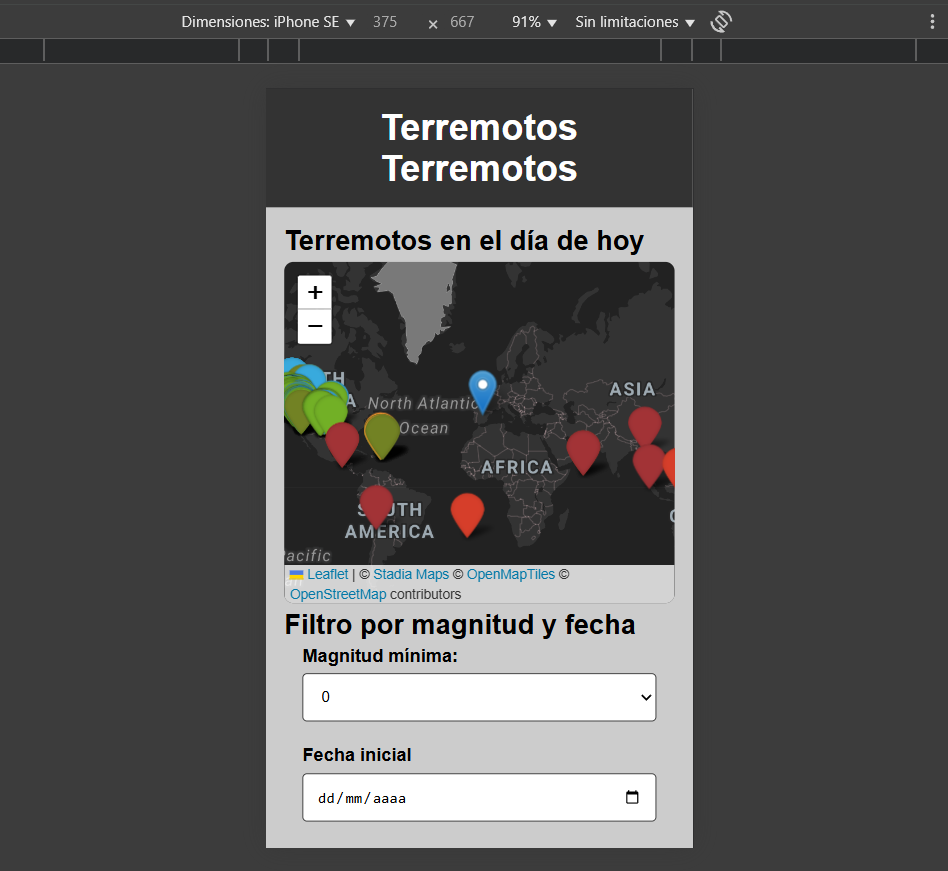 Dimensiones: iPhone SE 375 × 667 91% Sin limitaciones
Terremotos
Terremotos
Terremotos en el día de hoy
+
−
North Atlantic
Ocean
ASIA
AFRICA
SOUTH
AMERICA
acific
Leaflet | © Stadia Maps © OpenMapTiles ©
OpenStreetMap contributors
Filtro por magnitud y fecha
Magnitud mínima:
0
Fecha inicial
dd/mm/aaaa